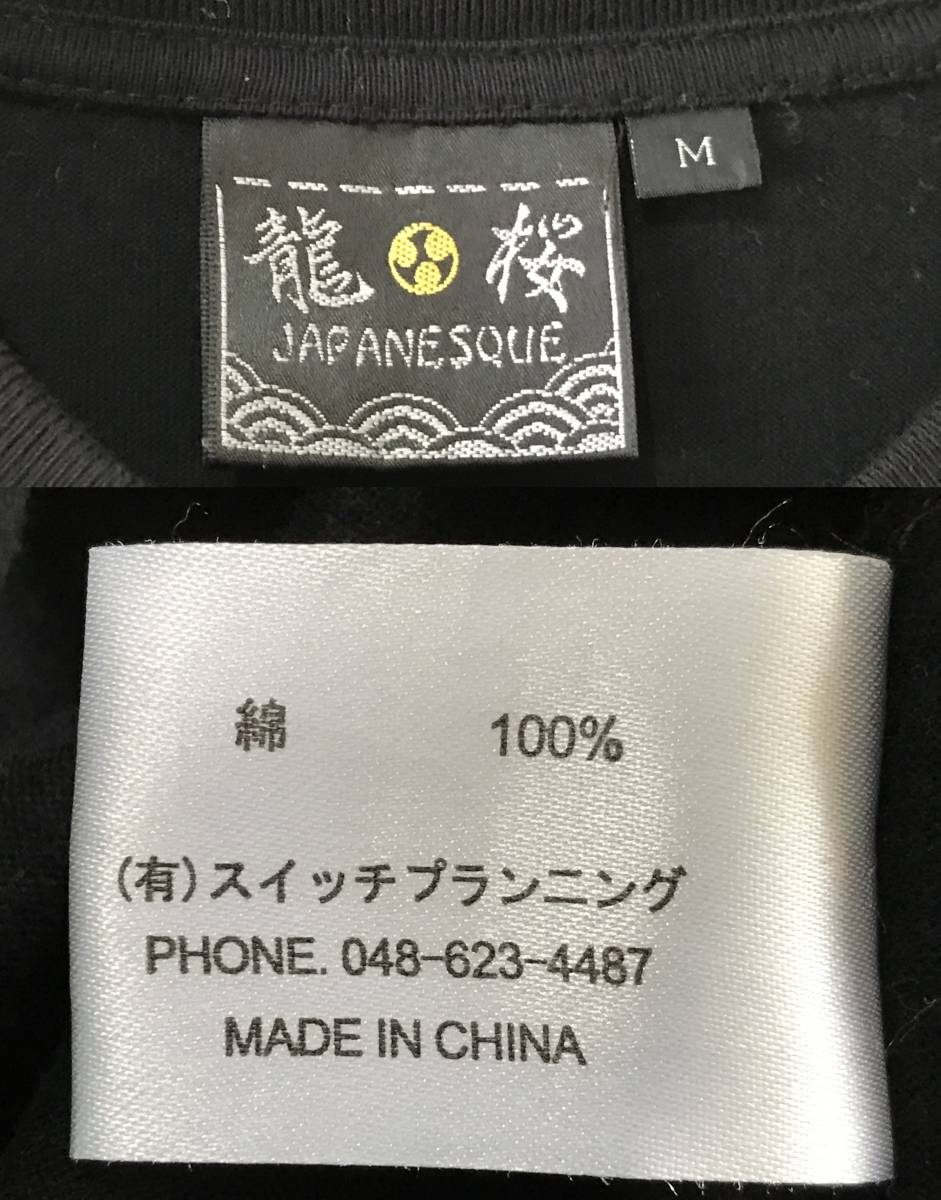 龍桜
M
JAPANESQUE
綿 100%
(有)スイッチプランニング
PHONE. 048-623-4487
MADE IN CHINA